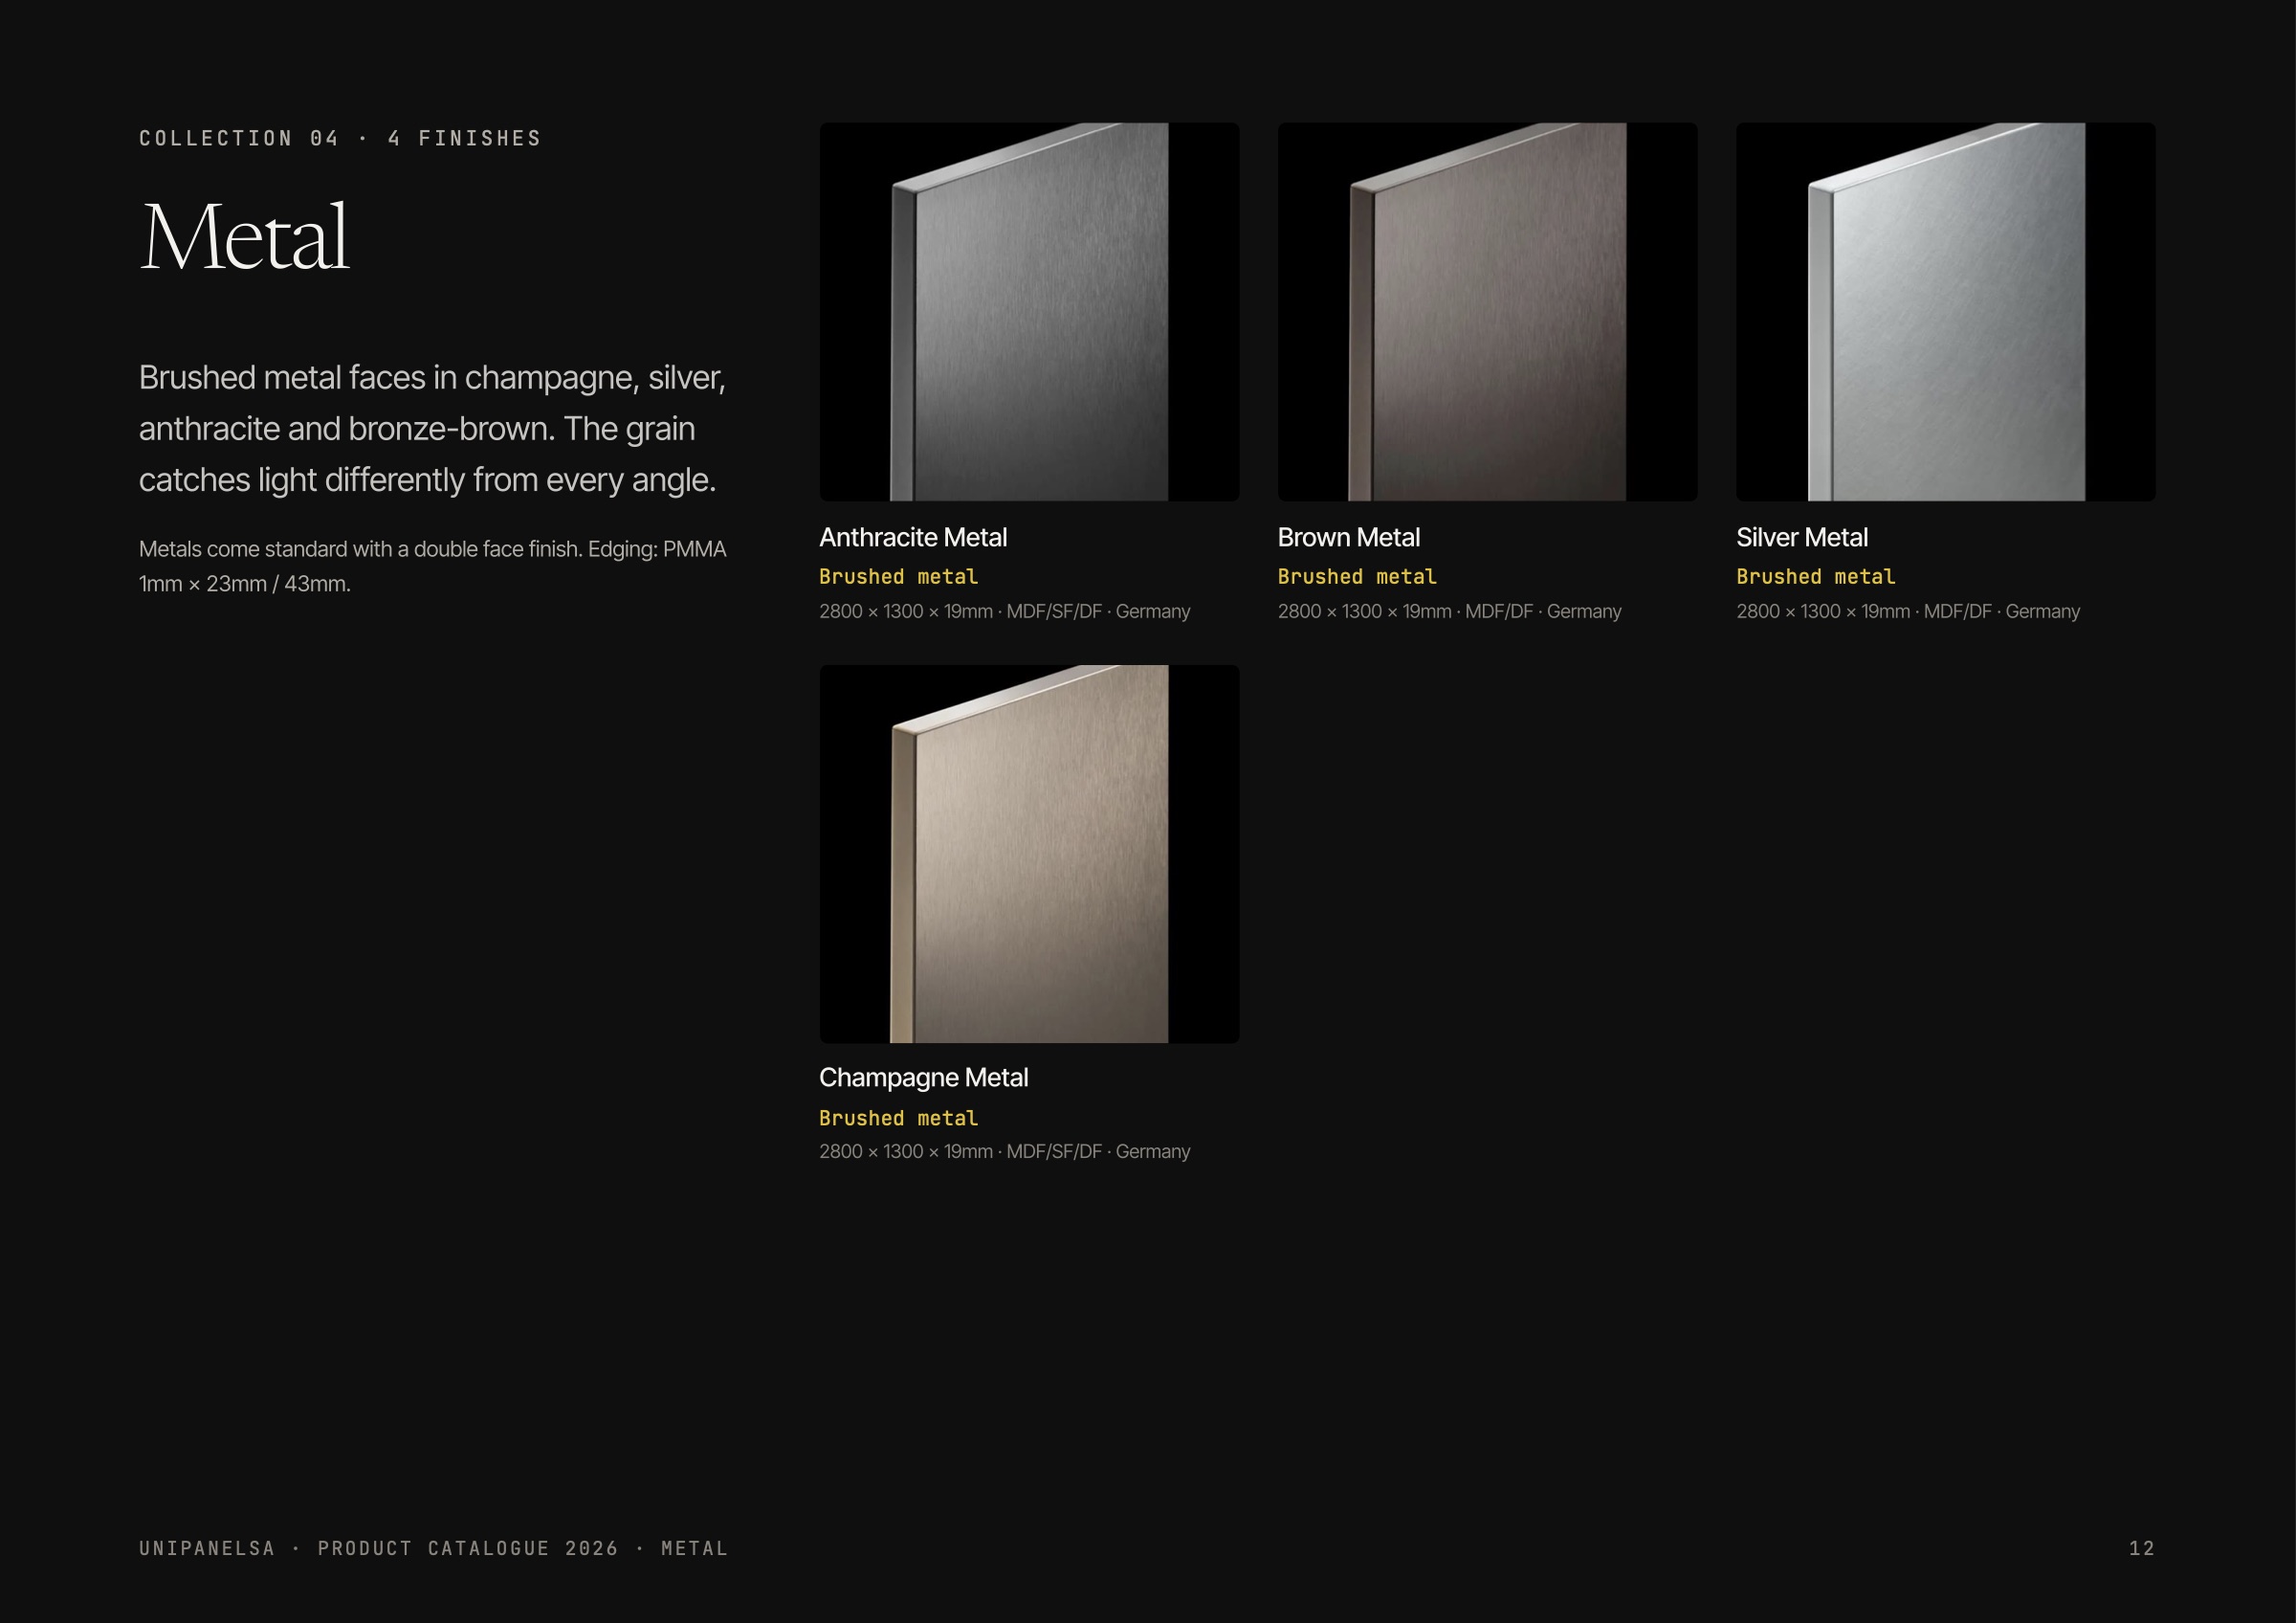 COLLECTION 04 · 4 FINISHES
Metal
Brushed metal faces in champagne, silver,
anthracite and bronze-brown. The grain
catches light differently from every angle.
Metals come standard with a double face finish. Edging: PMMA
1mm × 23mm / 43mm.
Anthracite Metal
Brushed metal
2800 × 1300 × 19mm · MDF/SF/DF · Germany
Brown Metal
Brushed metal
2800 × 1300 × 19mm · MDF/DF · Germany
Silver Metal
Brushed metal
2800 × 1300 × 19mm · MDF/DF · Germany
Champagne Metal
Brushed metal
2800 × 1300 × 19mm · MDF/SF/DF · Germany
UNIPANELSA · PRODUCT CATALOGUE 2026 · METAL
12